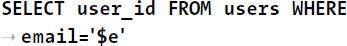 SELECT user_id FROM users WHERE
→ email='$e'